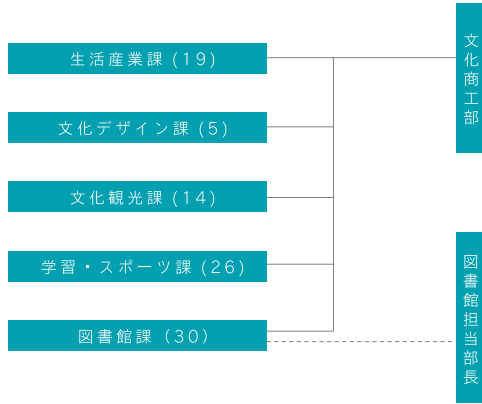 文化商工部
生活産業課 (19)
文化デザイン課 (5)
文化観光課 (14)
学習・スポーツ課 (26)
図書館課 (30)
図書館担当部長